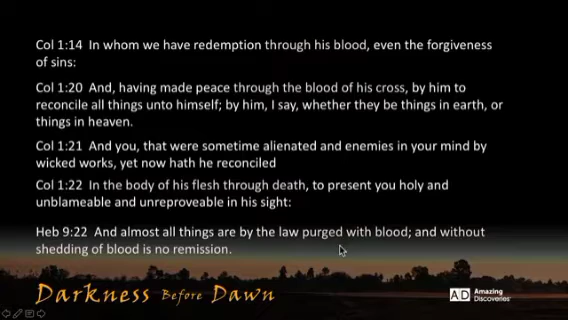 Col 1:14  In whom we have redemption through his blood, even the forgiveness
of sins:
Col 1:20  And, having made peace through the blood of his cross, by him to
reconcile all things unto himself; by him, I say, whether they be things in earth, or
things in heaven.
Col 1:21  And you, that were sometime alienated and enemies in your mind by
wicked works, yet now hath he reconciled
Col 1:22  In the body of his flesh through death, to present you holy and
unblameable and unreproveable in his sight:
Heb 9:22  And almost all things are by the law purged with blood; and without
shedding of blood is no remission.
Darkness Before Dawn
AD Amazing
Discoveries